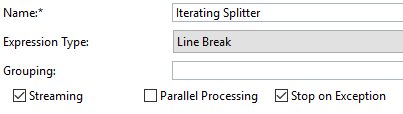 Name:* Iterating Splitter
Expression Type: Line Break
Grouping:
Streaming Parallel Processing Stop on Exception